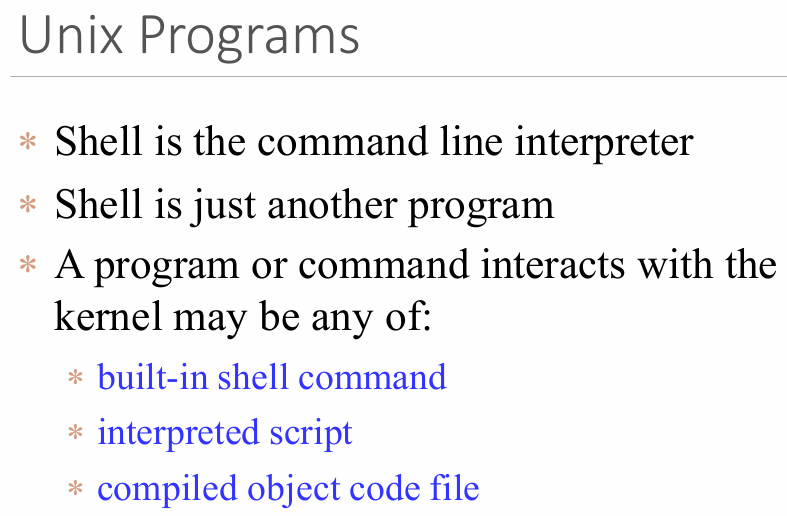 Unix Programs
* Shell is the command line interpreter
* Shell is just another program
* A program or command interacts with the
kernel may be any of:
* built-in shell command
* interpreted script
* compiled object code file